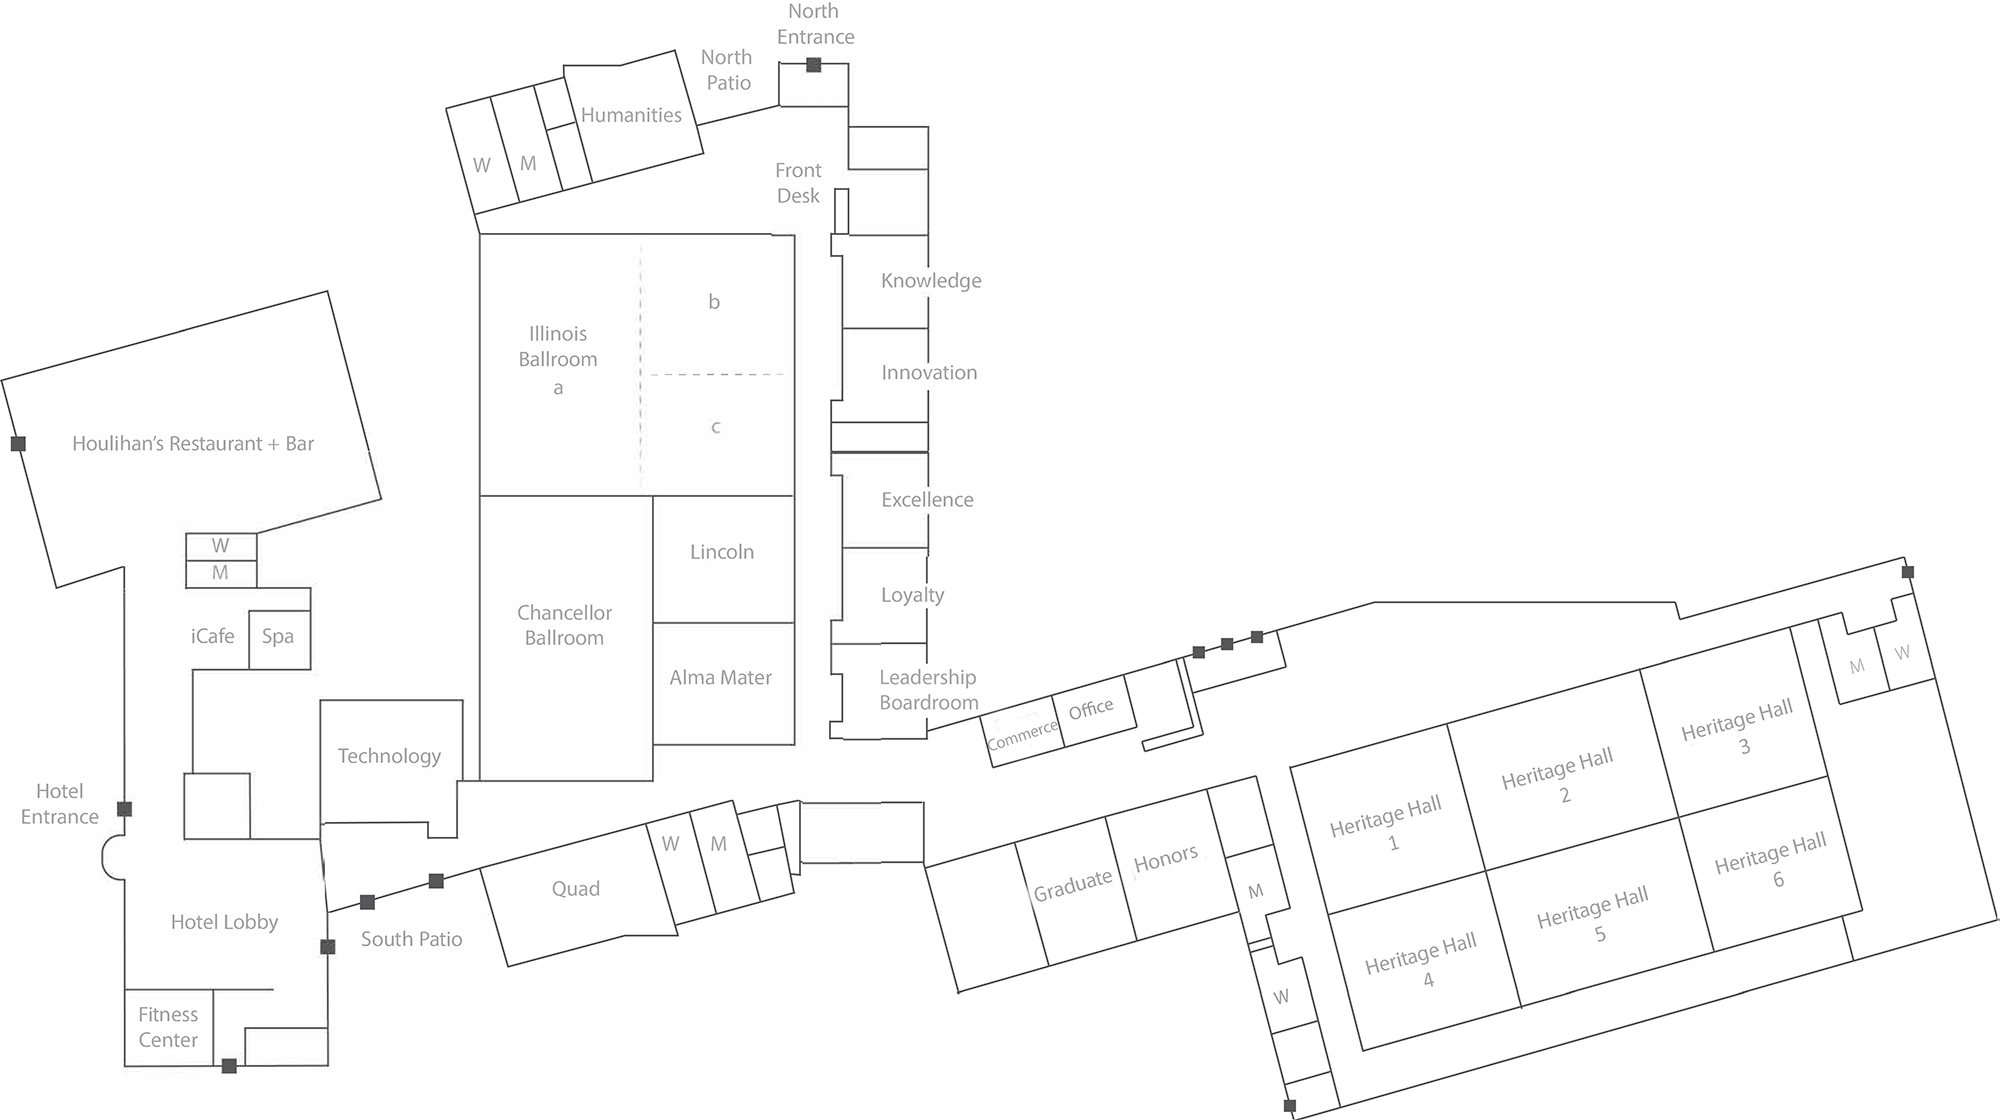 North
Entrance
North
Patio
Humanities
W
M
Front
Desk
Knowledge
Illinois
Ballroom
a
b
c
Innovation
Excellence
Houlihan's Restaurant + Bar
W
M
iCafe
Spa
Chancellor
Ballroom
Lincoln
Alma Mater
Loyalty
Leadership
Boardroom
Commerce
Office
Technology
Hotel
Entrance
Hotel Lobby
South Patio
Fitness
Center
Quad
W
M
Graduate
Honors
M
W
Heritage Hall
1
Heritage Hall
2
Heritage Hall
3
Heritage Hall
4
Heritage Hall
5
Heritage Hall
6
M
W